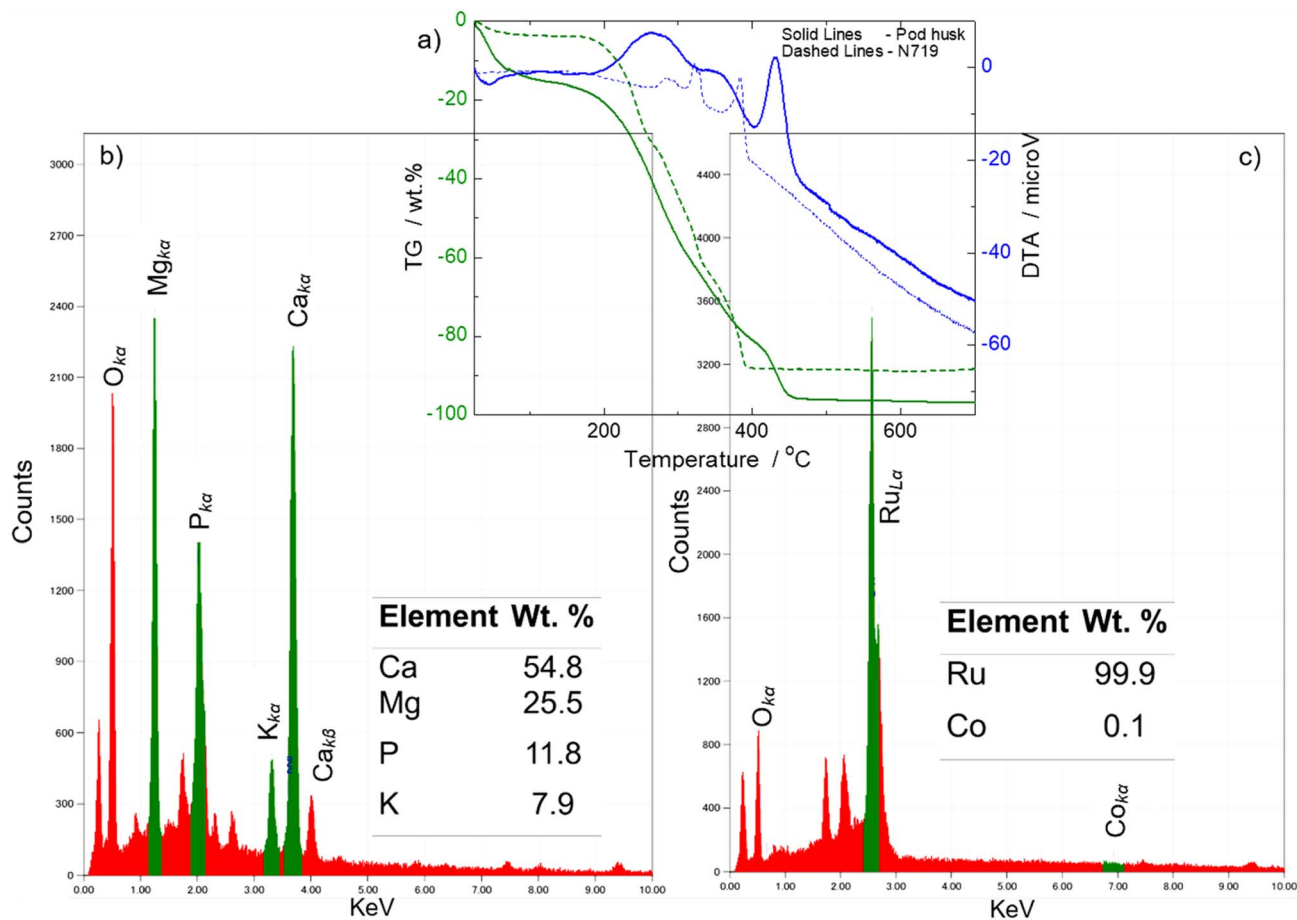 a)
Solid Lines - Pod husk
Dashed Lines - N719
0
-20
-40
-60
-80
-100
TG / wt.%
0
-20
-40
-60
DTA / microV
200
400
600
Temperature / °C
b)
3000
2700
2400
2100
1800
1500
1200
900
600
300
0
Counts
Okα
Mgkα
Pkα
Kkα
Cakα
Cakß
Element Wt. %
Ca 54.8
Mg 25.5
P 11.8
K 7.9
0.00 1.00 2.00 3.00 4.00 5.00 6.00 7.00 8.00 9.00 10.00
KeV
c)
4400
4000
3600
3200
2800
2400
2000
1600
1200
800
400
0
Counts
Okα
RuLα
Coka
Element Wt. %
Ru 99.9
Co 0.1
0.00 1.00 2.00 3.00 4.00 5.00 6.00 7.00 8.00 9.00 10.00
KeV